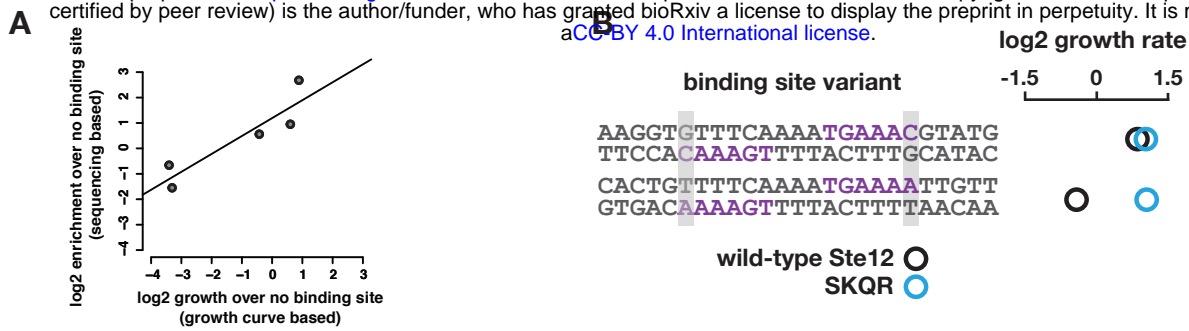 certified by peer review) is the author/funder, who has granted bioRxiv a license to display the preprint in perpetuity. It is
aCC-BY 4.0 International license.
A
log2 enrichment over no binding site
(sequencing based)
3
2
1
0
−1
−2
−3
−4
−4 −3 −2 −1 0 1 2 3
log2 growth over no binding site
(growth curve based)
B
log2 growth rate
-1.5 0 1.5
binding site variant
AAGGTGTTTCAAAATGAAACGTATG
TTCCACAAAGTTTTACTTTGCATAC
CACTGTTTTCAAAATGAAAATTGTT
GTGACAAAAGTTTTACTTTTAACAA
wild-type Ste12
SKQR